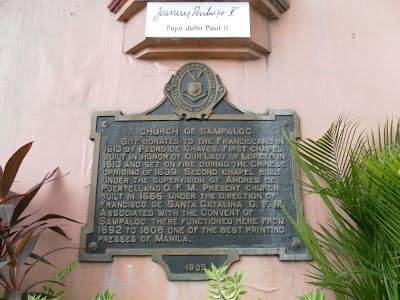 Joannes Paulus II
Pope John Paul II
CHURCH OF SAMPALOC
SITE DONATED TO THE FRANCISCANS IN
1613 BY PEDRO DE CHAVES. FIRST CHAPEL
BUILT IN HONOR OF OUR LADY OF LORETO IN
1613 AND SET ON FIRE DURING THE CHINESE
UPRISING OF 1639. SECOND CHAPEL BUILT
UNDER THE SUPERVISION OF ANDRES DE
PUERTELLANO O. F. M. PRESENT CHURCH
BUILT IN 1666 UNDER THE DIRECTION OF
FRANCISCO DE SANTA CATALINA O. F. M.
ASSOCIATED WITH THE CONVENT OF
SAMPALOC, THERE FUNCTIONED HERE FROM
1692 TO 1808 ONE OF THE BEST PRINTING
PRESSES OF MANILA.
1935